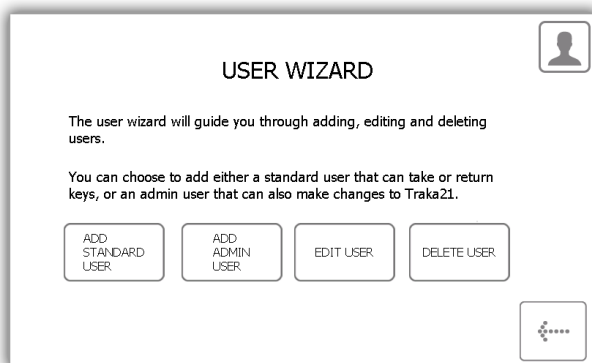 USER WIZARD
The user wizard will guide you through adding, editing and deleting
users.
You can choose to add either a standard user that can take or return
keys, or an admin user that can also make changes to Traka21.
ADD
STANDARD
USER
ADD
ADMIN
USER
EDIT USER
DELETE USER